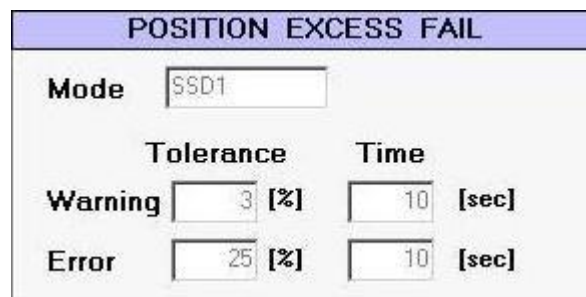 POSITION EXCESS FAIL
Mode SSD1
Tolerance Time
Warning 3 [%] 10 [sec]
Error 25 [%] 10 [sec]